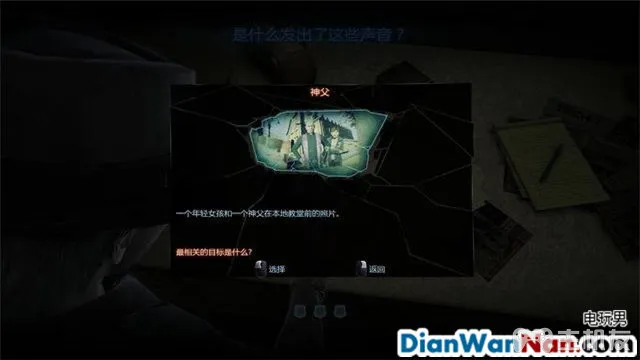 是什么发出了这些声音？
神父
一个年轻女孩和一个神父在本地教堂前的照片。
最相关的目标是什么?
选择
返回
电玩男
DianWanNan.com